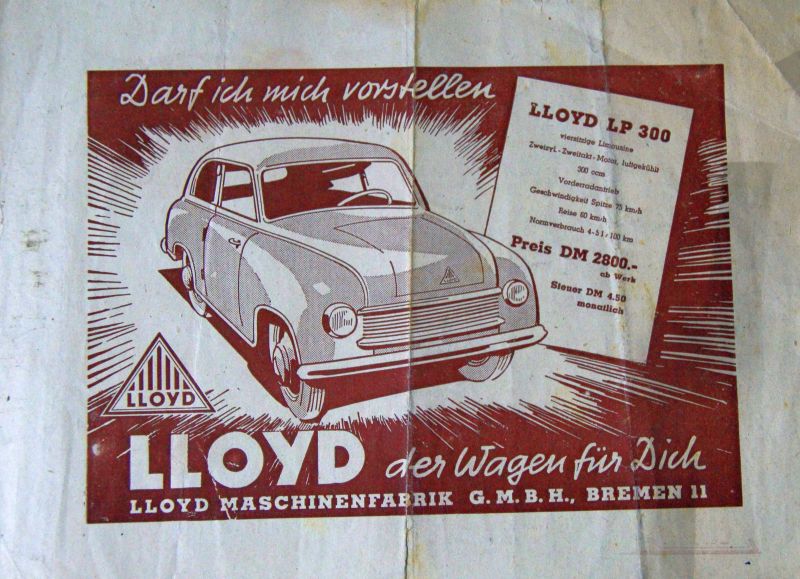 Darf ich mich vorstellen
LLOYD LP 300
viersitzige Limousine
Zweizyl.-Zweitakt-Motor, luftgekühlt
300 ccm
Vorderradantrieb
Geschwindigkeit Spitze 75 km/h
Reise 60 km/h
Normverbrauch 4-5 l / 100 km
Preis DM 2800.-
ab Werk
Steuer DM 4.50
monatlich
LLOYD
LLOYD der Wagen für Dich
LLOYD MASCHINENFABRIK G.M.B.H., BREMEN 11